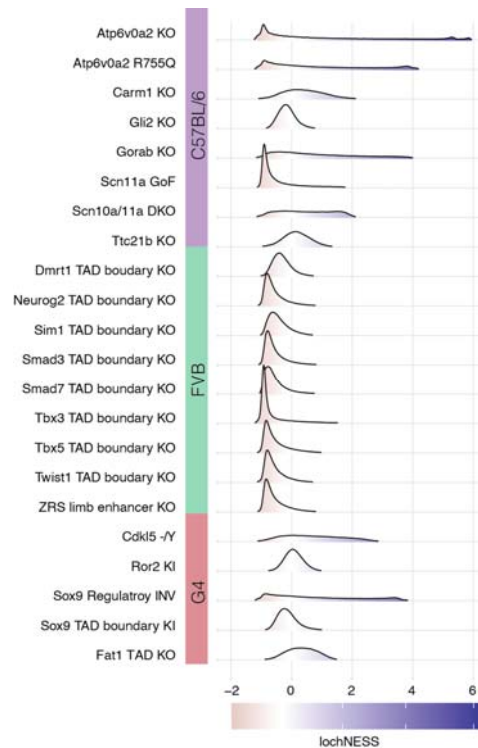 Atp6v0a2 KO
Atp6v0a2 R755Q
Carm1 KO
Gli2 KO
Gorab KO
Scn11a GoF
Scn10a/11a DKO
Ttc21b KO
C57BL/6
Dmrt1 TAD boudary KO
Neurog2 TAD boundary KO
Sim1 TAD boundary KO
Smad3 TAD boundary KO
Smad7 TAD boundary KO
Tbx3 TAD boundary KO
Tbx5 TAD boundary KO
Twist1 TAD boudary KO
ZRS limb enhancer KO
FVB
Cdkl5 -/Y
Ror2 KI
Sox9 Regulatroy INV
Sox9 TAD boundary KI
Fat1 TAD KO
G4
−2 0 2 4 6
lochNESS